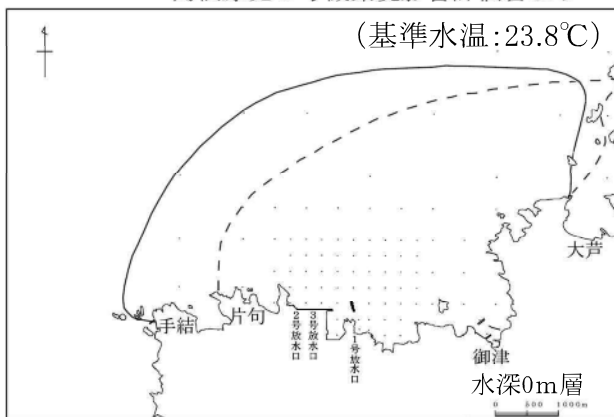 (基準水温:23.8℃)
大芦
手結
片句
2号放水口
3号放水口
1号放水口
御津
水深0m層
0 500 1000m